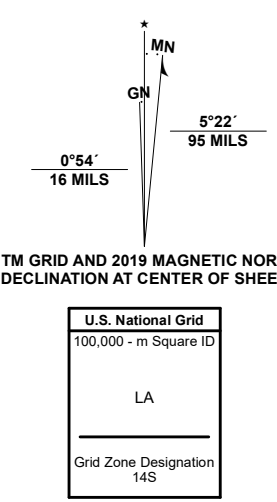 ★
MN
GN
5°22´
95 MILS
0°54´
16 MILS
TM GRID AND 2019 MAGNETIC NOR
DECLINATION AT CENTER OF SHEE
U.S. National Grid
100,000 - m Square ID
LA
Grid Zone Designation
14S